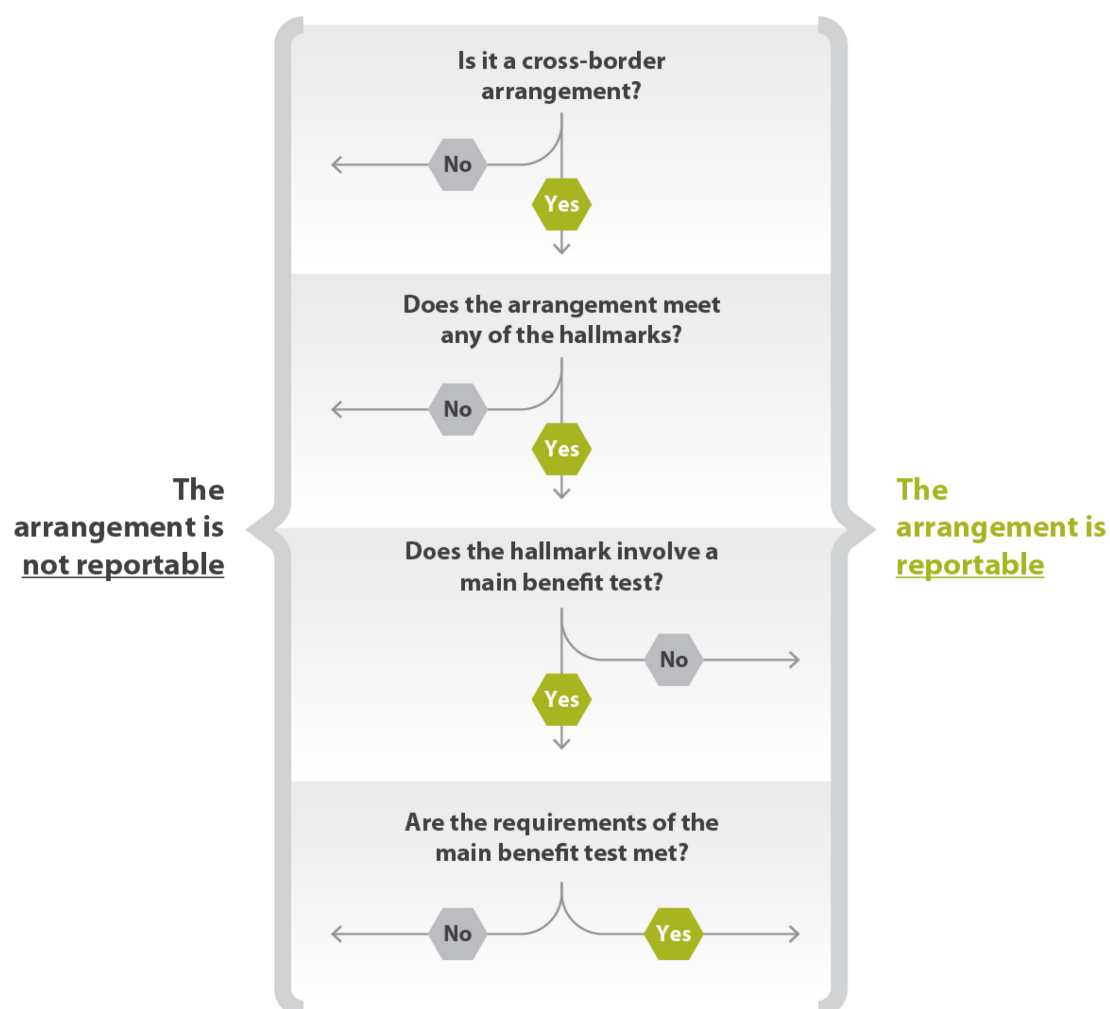 Is it a cross-border
arrangement?
No
Yes
Does the arrangement meet
any of the hallmarks?
No
Yes
The
arrangement is
not reportable
The
arrangement is
reportable
Does the hallmark involve a
main benefit test?
No
Yes
Are the requirements of the
main benefit test met?
No
Yes